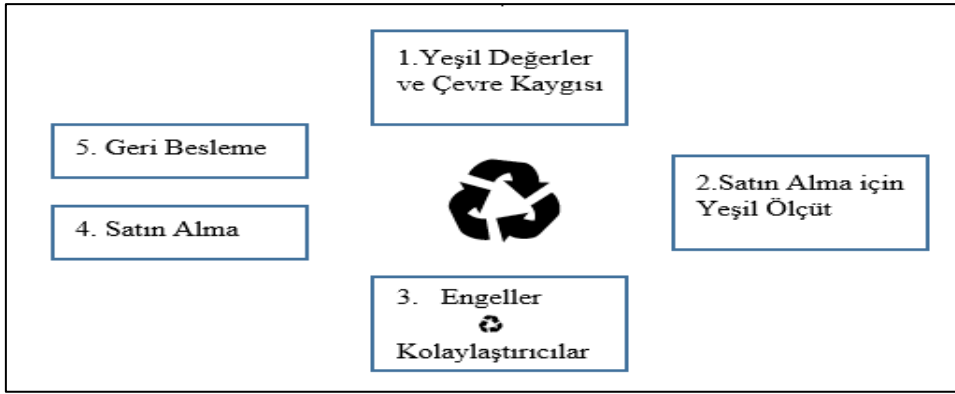 1.Yeşil Değerler
ve Çevre Kaygısı
2.Satın Alma için
Yeşil Ölçüt
3. Engeller
Kolaylaştırıcılar
4. Satın Alma
5. Geri Besleme